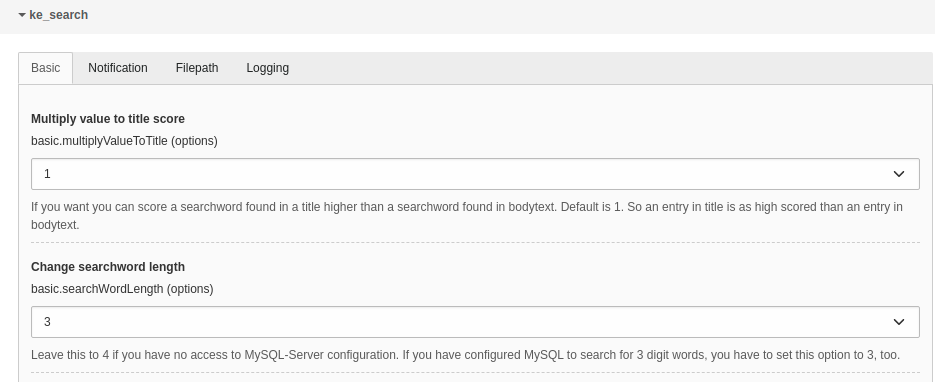 ke_search
Basic Notification Filepath Logging
Multiply value to title score
basic.multiplyValueToTitle (options)
1
If you want you can score a searchword found in a title higher than a searchword found in bodytext. Default is 1. So an entry in title is as high scored than an entry in
bodytext.
Change searchword length
basic.searchWordLength (options)
3
Leave this to 4 if you have no access to MySQL-Server configuration. If you have configured MySQL to search for 3 digit words, you have to set this option to 3, too.